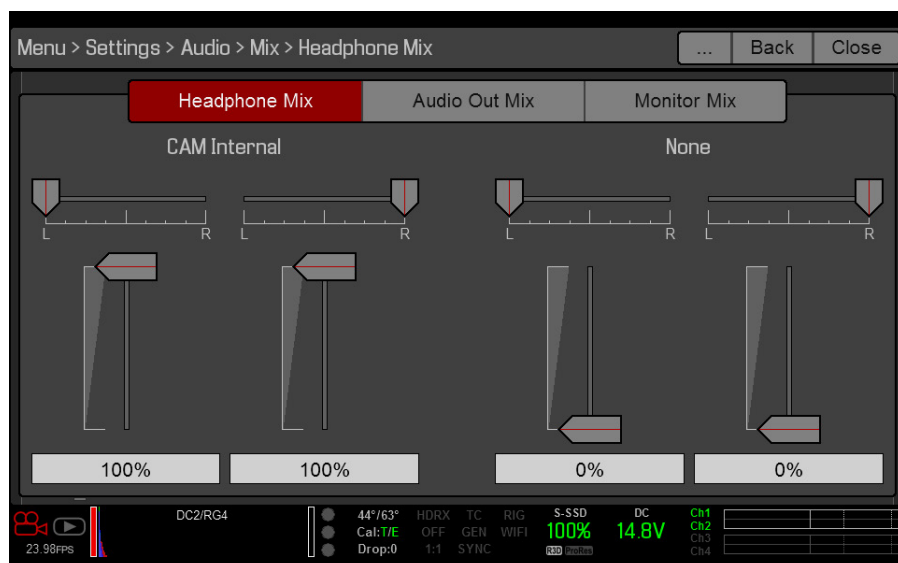 Menu > Settings > Audio > Mix > Headphone Mix ... Back Close
Headphone Mix Audio Out Mix Monitor Mix
CAM Internal None
L R L R L R L R
100% 100% 0% 0%
DC2/RG4 44°/63° HDRX TC RIG S-SSD DC Ch1
Cal:T/E OFF GEN WIFI 100% 14.8V Ch2
23.98FPS Drop:0 1:1 SYNC R3D ProRes Ch3
Ch4